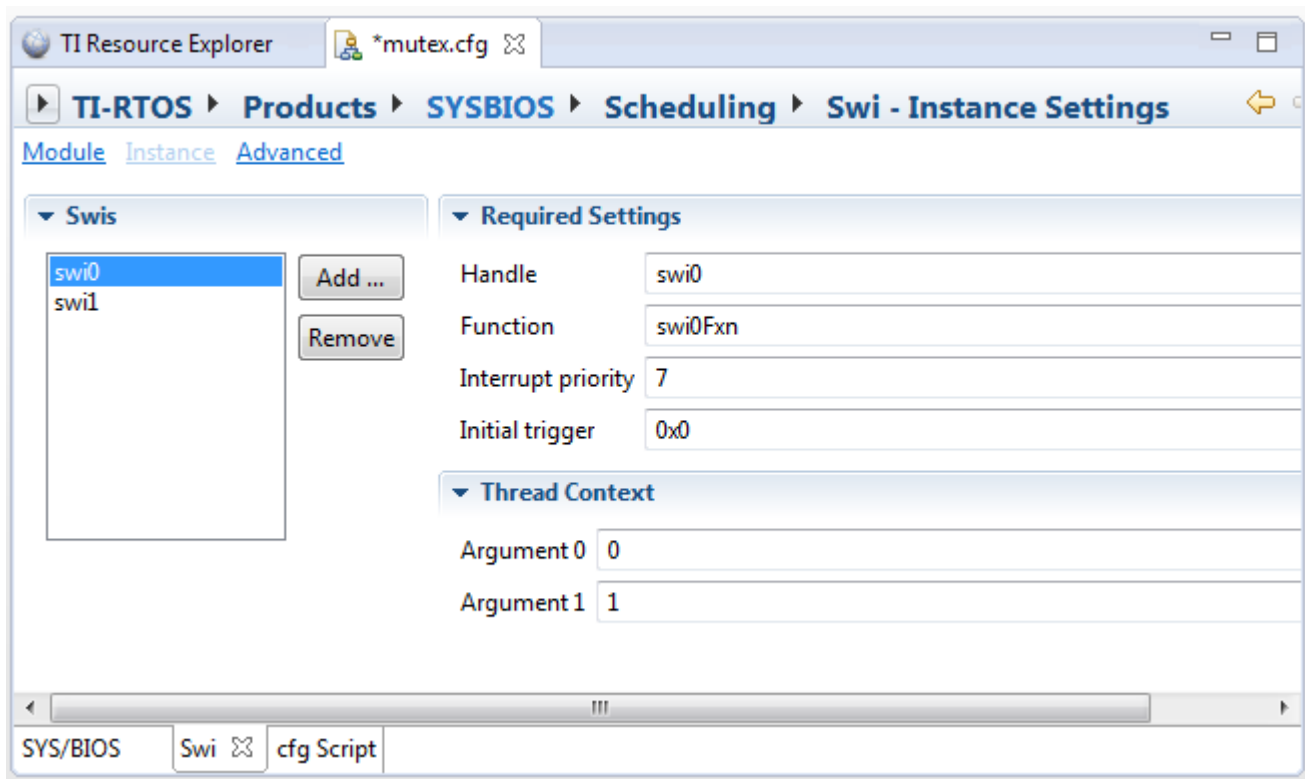 TI Resource Explorer
*mutex.cfg
TI-RTOS Products SYSBIOS Scheduling Swi - Instance Settings
Module Instance Advanced
Swis
swi0
swi1
Add ...
Remove
Required Settings
Handle swi0
Function swi0Fxn
Interrupt priority 7
Initial trigger 0x0
Thread Context
Argument 0 0
Argument 1 1
SYS/BIOS Swi cfg Script